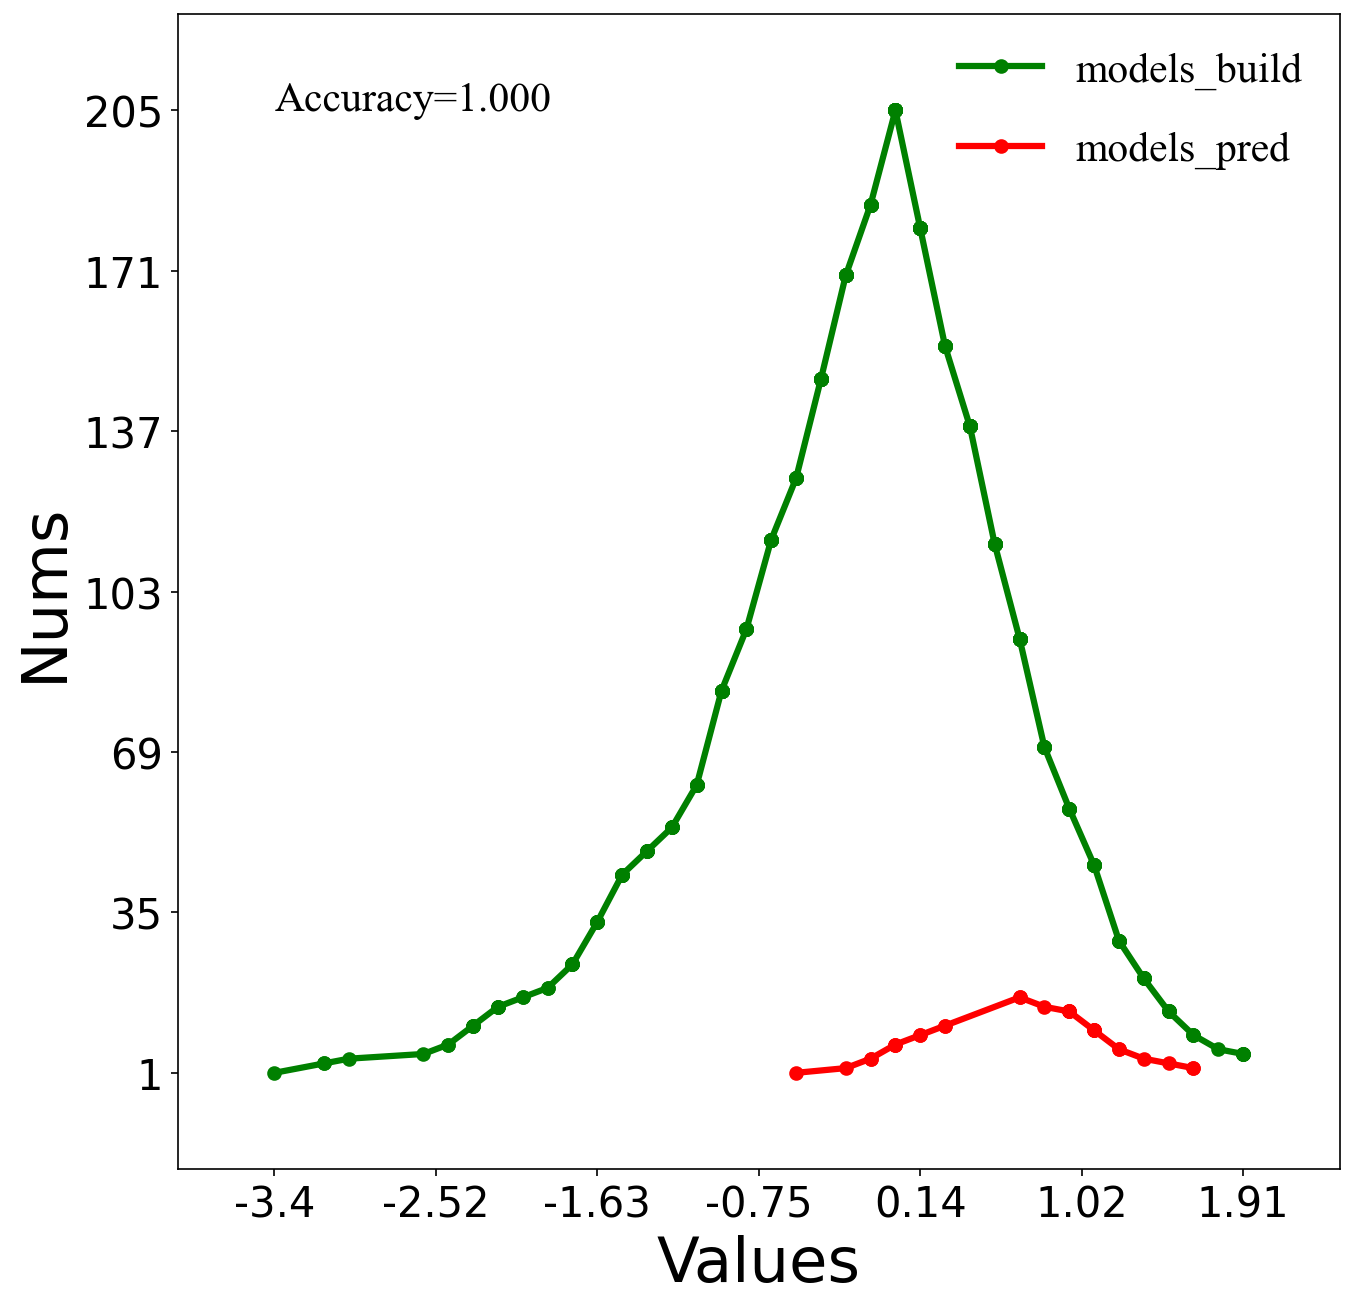 Accuracy=1.000
models_build
models_pred
Nums
205
171
137
103
69
35
1
-3.4
-2.52
-1.63
-0.75
0.14
1.02
1.91
Values